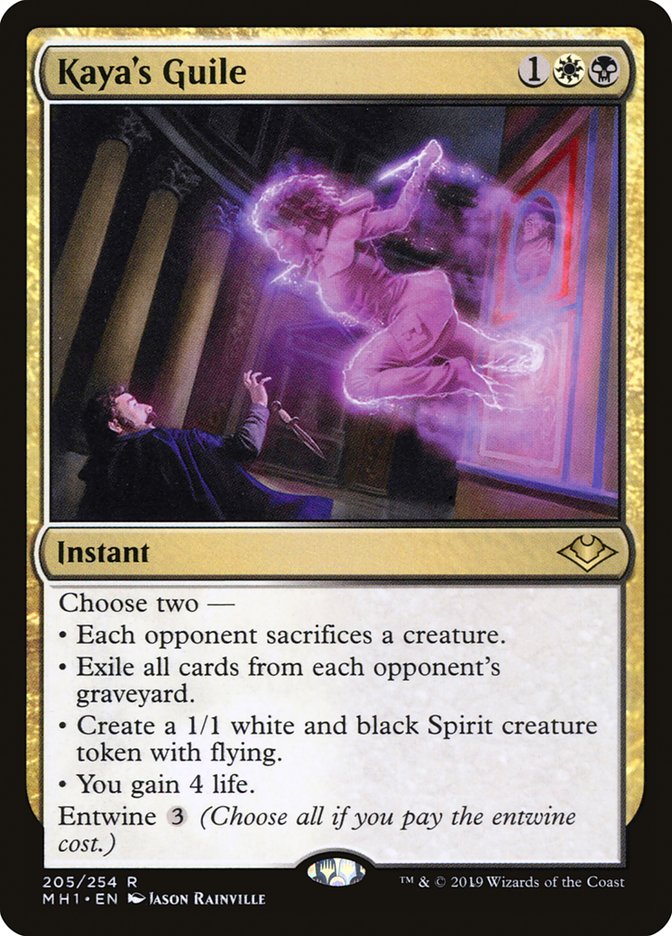 Kaya's Guile 1
Instant
Choose two —
• Each opponent sacrifices a creature.
• Exile all cards from each opponent's
graveyard.
• Create a 1/1 white and black Spirit creature
token with flying.
• You gain 4 life.
Entwine 3 (Choose all if you pay the entwine
cost.)
205/254 R
MH1 • EN Jason Rainville
™ & © 2019 Wizards of the Coast